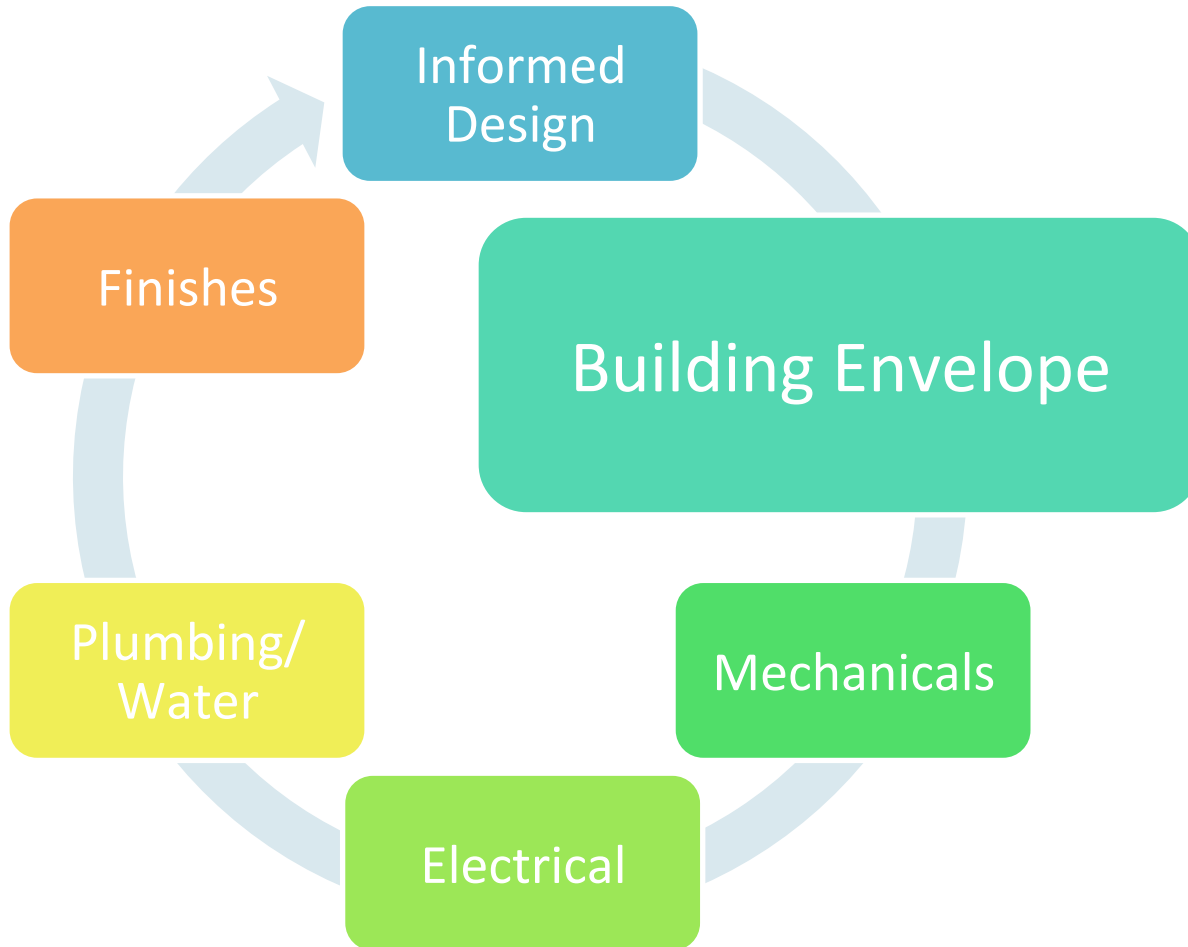 Informed
Design
Building Envelope
Mechanicals
Electrical
Plumbing/
Water
Finishes